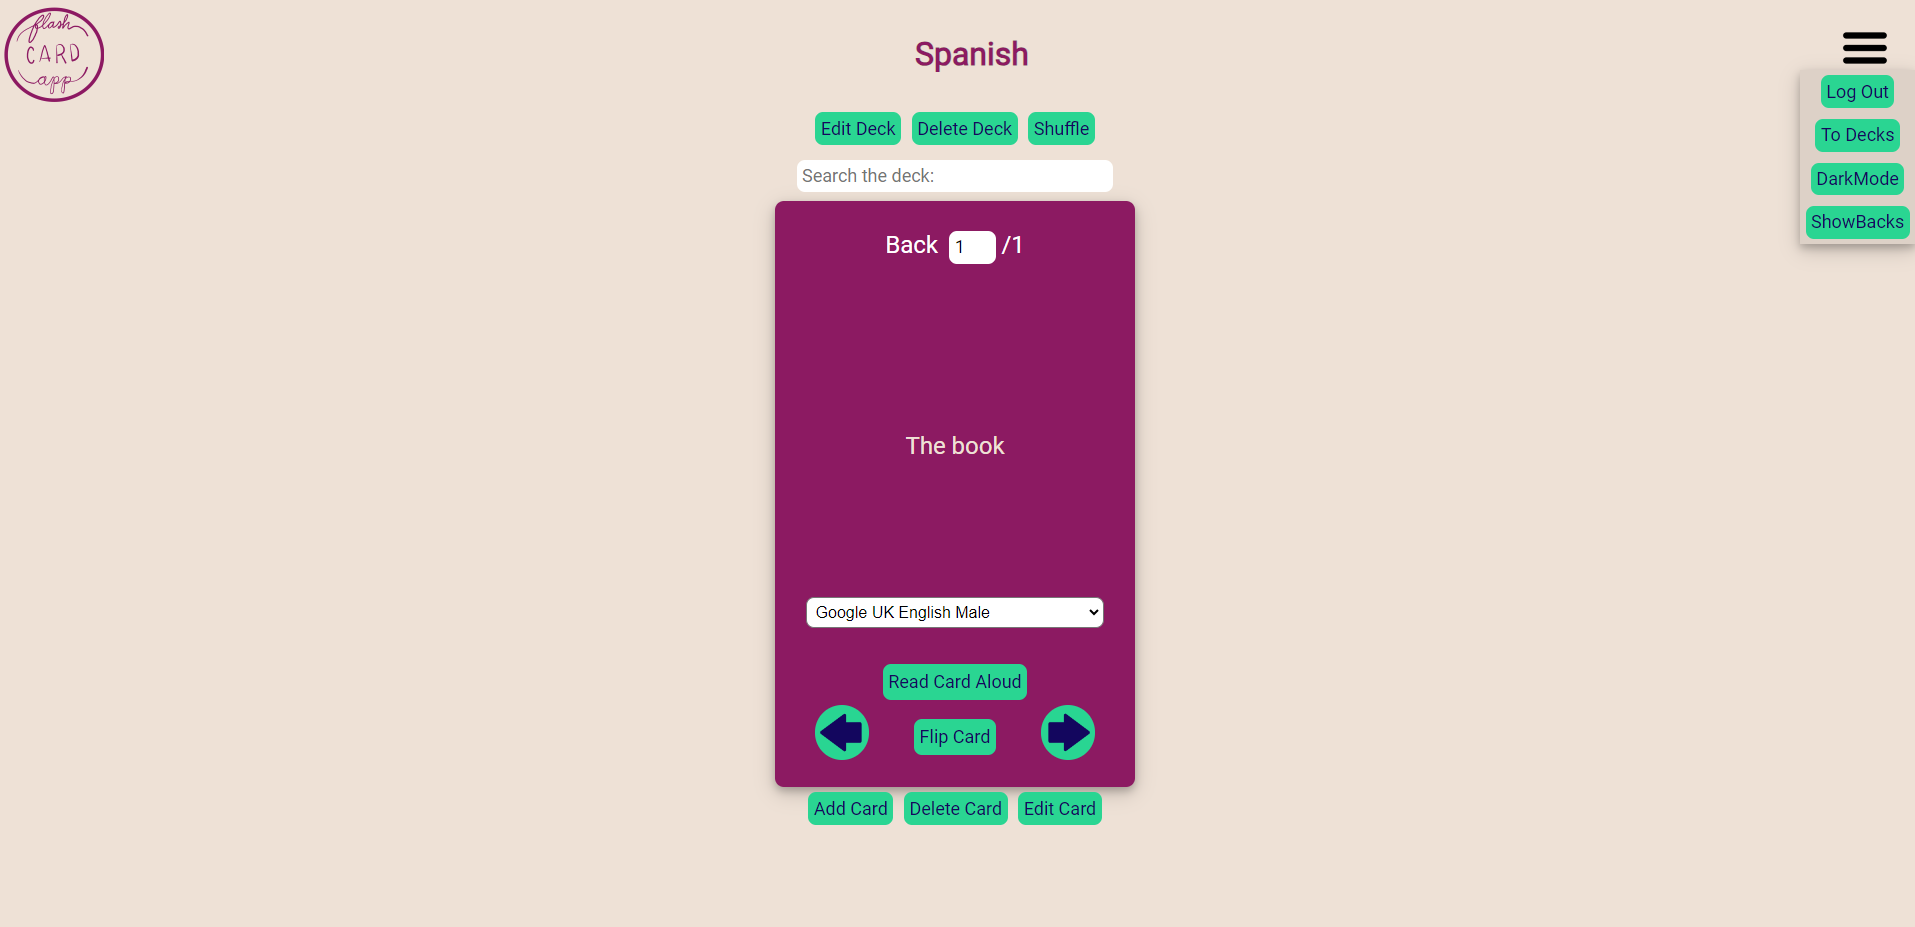 flash
CARD
app
Spanish
Log Out
To Decks
DarkMode
ShowBacks
Edit Deck Delete Deck Shuffle
Search the deck:
Back 1 /1
The book
Google UK English Male
Read Card Aloud
Flip Card
Add Card Delete Card Edit Card